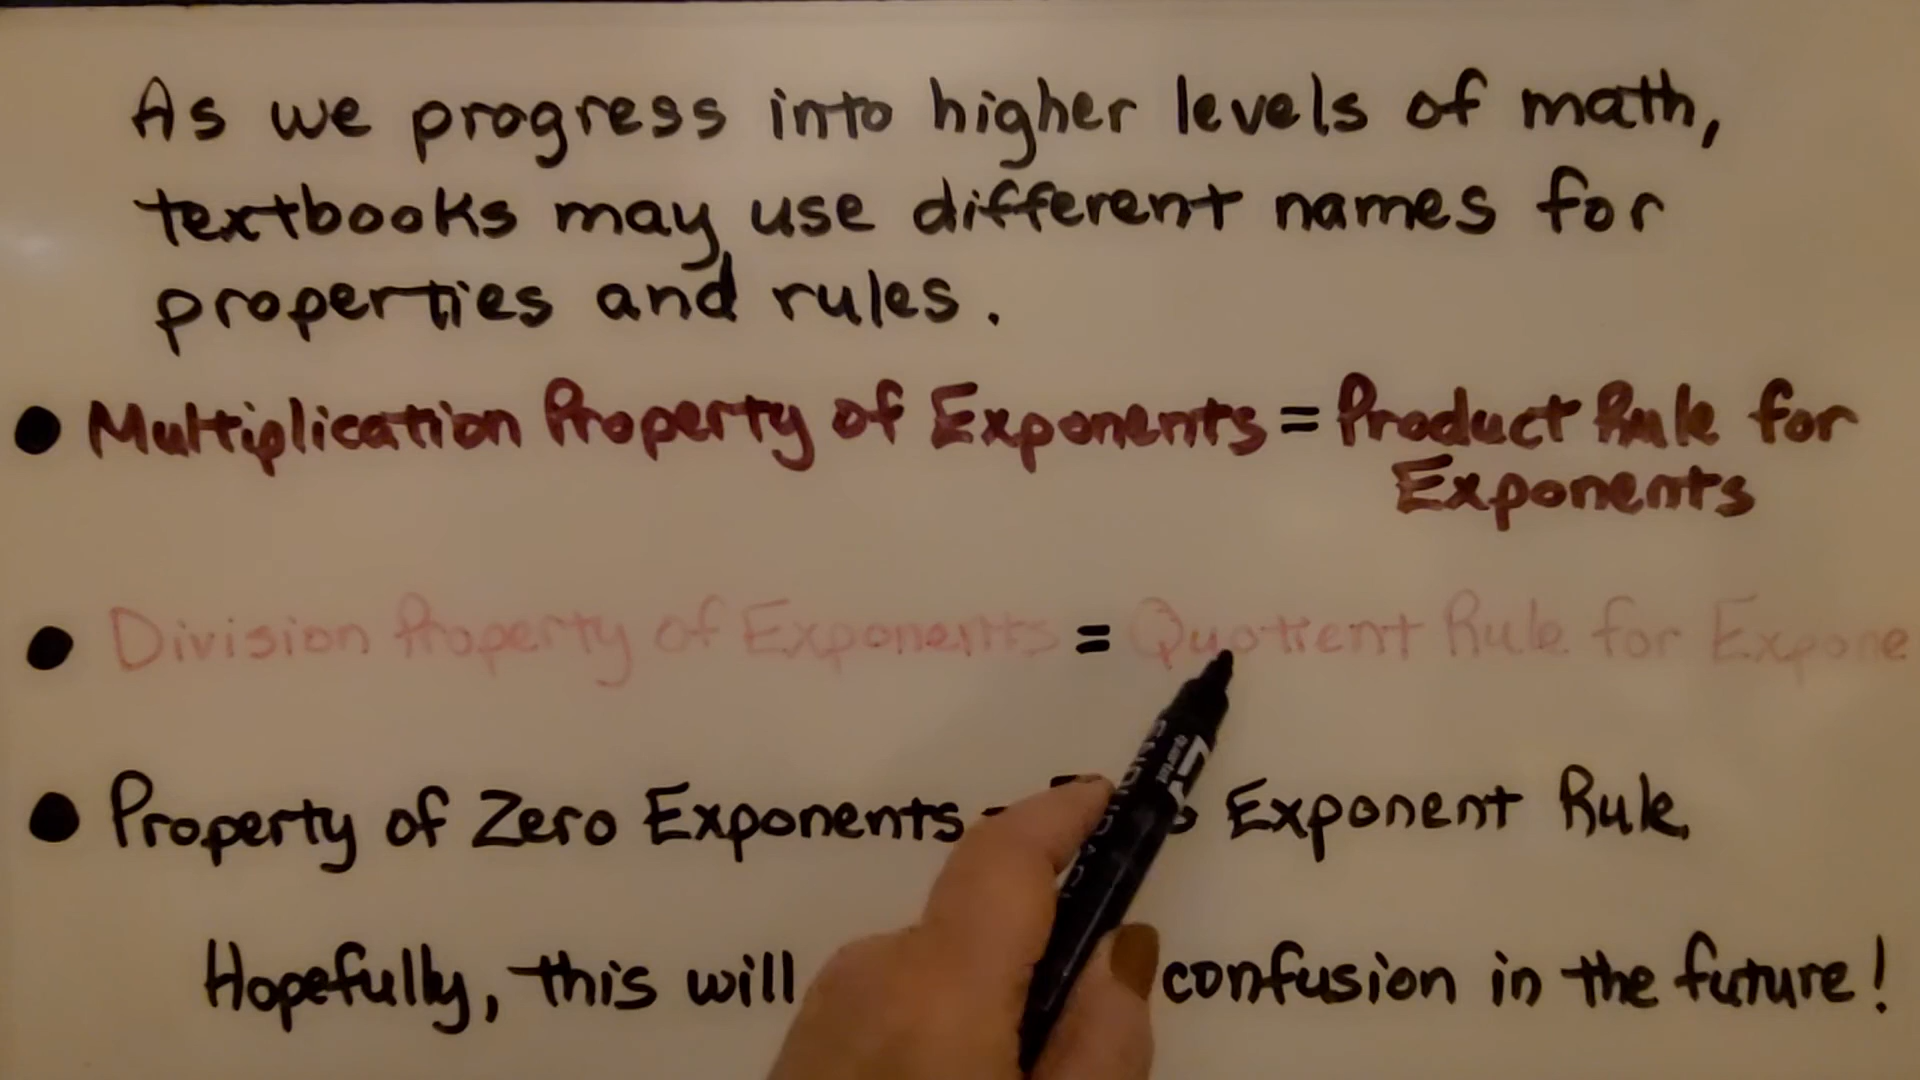 As we progress into higher levels of math,
textbooks may use different names for
properties and rules.
• Multiplication Property of Exponents = Product Rule for
Exponents
• Division Property of Exponents = Quotient Rule for Expone
• Property of Zero Exponents Exponent Rule.
Hopefully, this will confusion in the future!